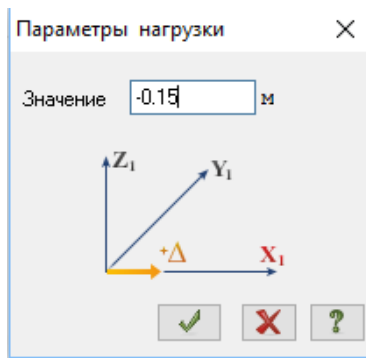 Параметры нагрузки
Значение -0.15 м
Z₁
Y₁
+Δ X₁
?